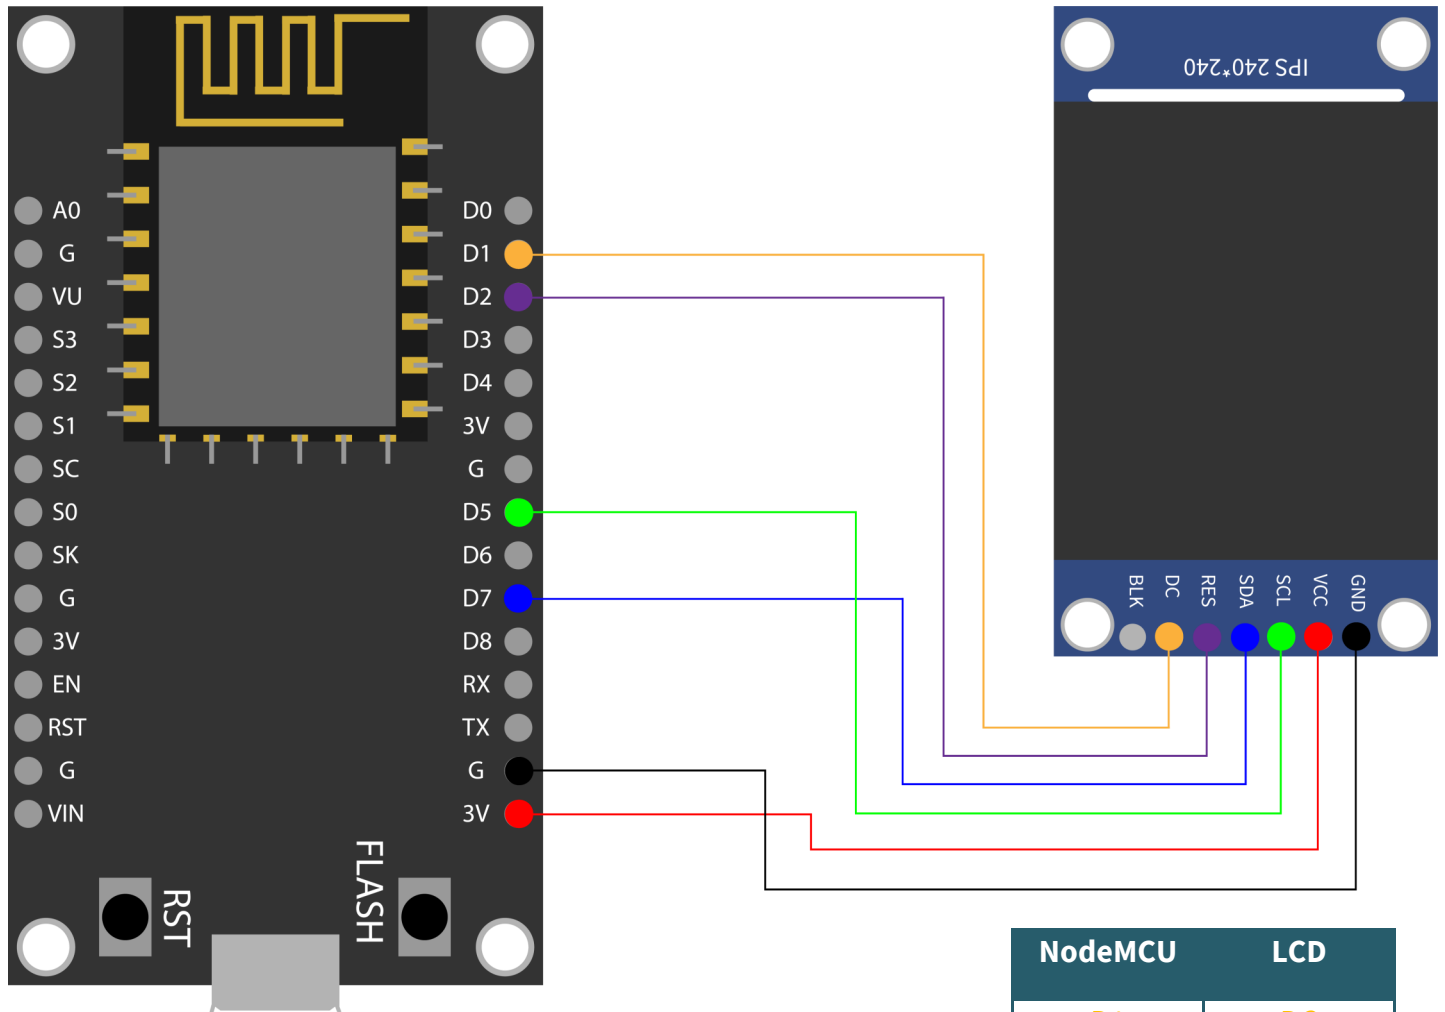 A0
G
VU
S3
S2
S1
SC
S0
SK
G
3V
EN
RST
G
VIN
D0
D1
D2
D3
D4
3V
G
D5
D6
D7
D8
RX
TX
G
3V
RST
FLASH
IPS 240*240
BLK
DC
RES
SDA
SCL
VCC
GND
NodeMCU LCD